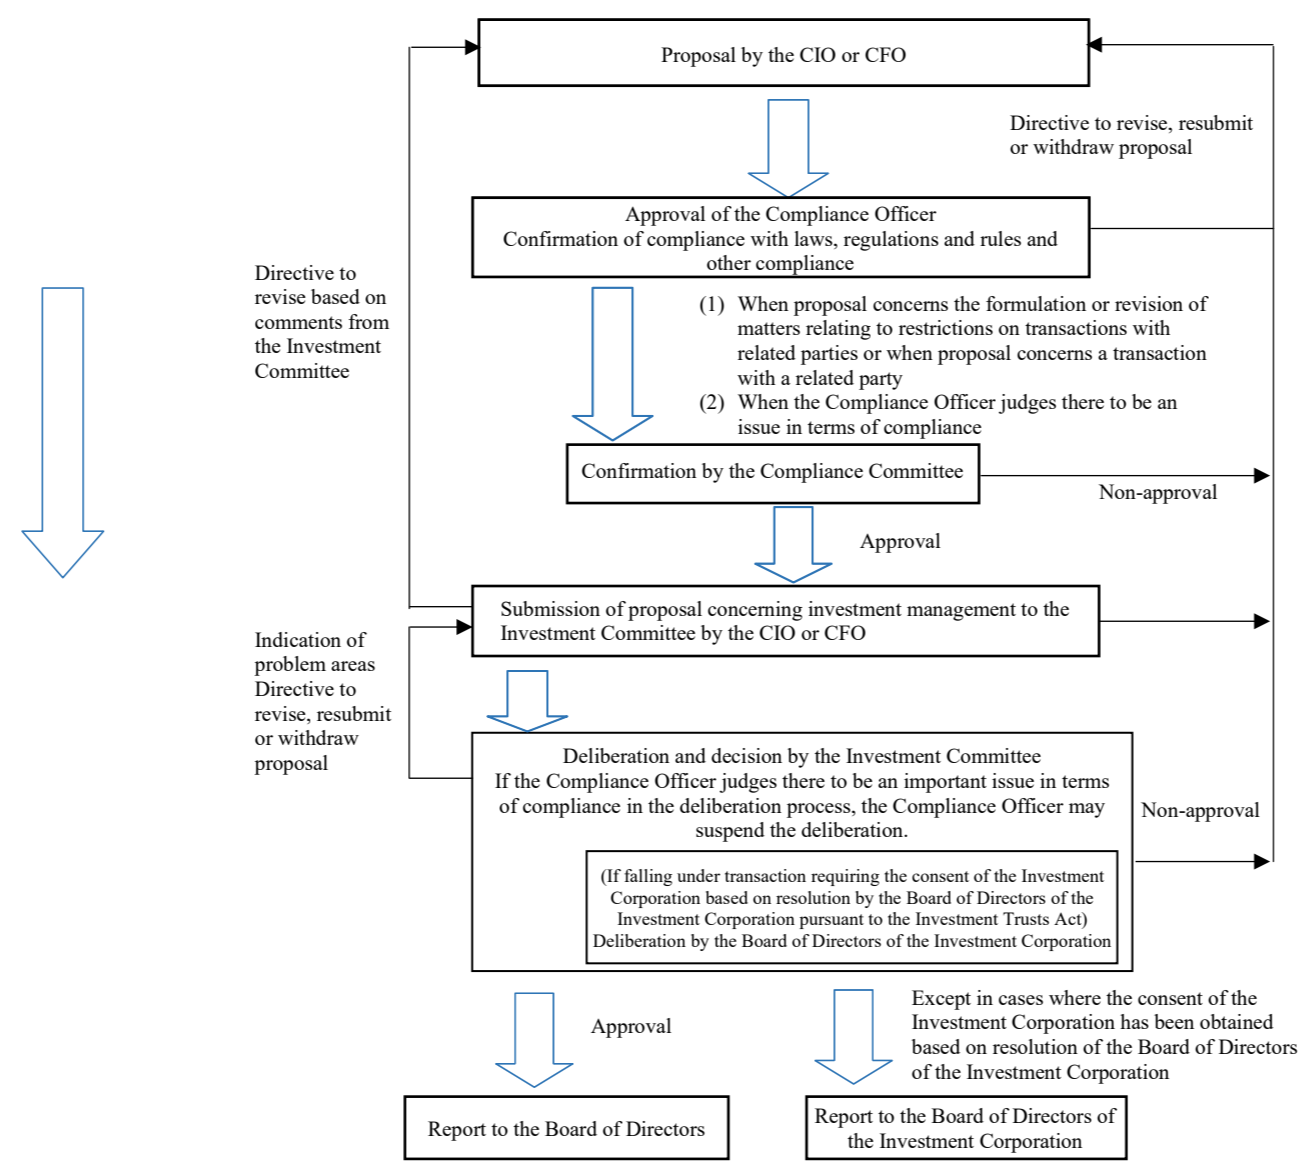 Proposal by the CIO or CFO
Directive to revise, resubmit
or withdraw proposal
Approval of the Compliance Officer
Confirmation of compliance with laws, regulations and rules and
other compliance
Directive to
revise based on
comments from
the Investment
Committee
(1) When proposal concerns the formulation or revision of
matters relating to restrictions on transactions with
related parties or when proposal concerns a transaction
with a related party
(2) When the Compliance Officer judges there to be an
issue in terms of compliance
Confirmation by the Compliance Committee
Non-approval
Approval
Submission of proposal concerning investment management to the
Investment Committee by the CIO or CFO
Indication of
problem areas
Directive to
revise, resubmit
or withdraw
proposal
Deliberation and decision by the Investment Committee
If the Compliance Officer judges there to be an important issue in terms
of compliance in the deliberation process, the Compliance Officer may
suspend the deliberation.
Non-approval
(If falling under transaction requiring the consent of the Investment
Corporation based on resolution by the Board of Directors of the
Investment Corporation pursuant to the Investment Trusts Act)
Deliberation by the Board of Directors of the Investment Corporation
Approval
Except in cases where the consent of the
Investment Corporation has been obtained
based on resolution of the Board of Directors
of the Investment Corporation
Report to the Board of Directors
Report to the Board of Directors of
the Investment Corporation